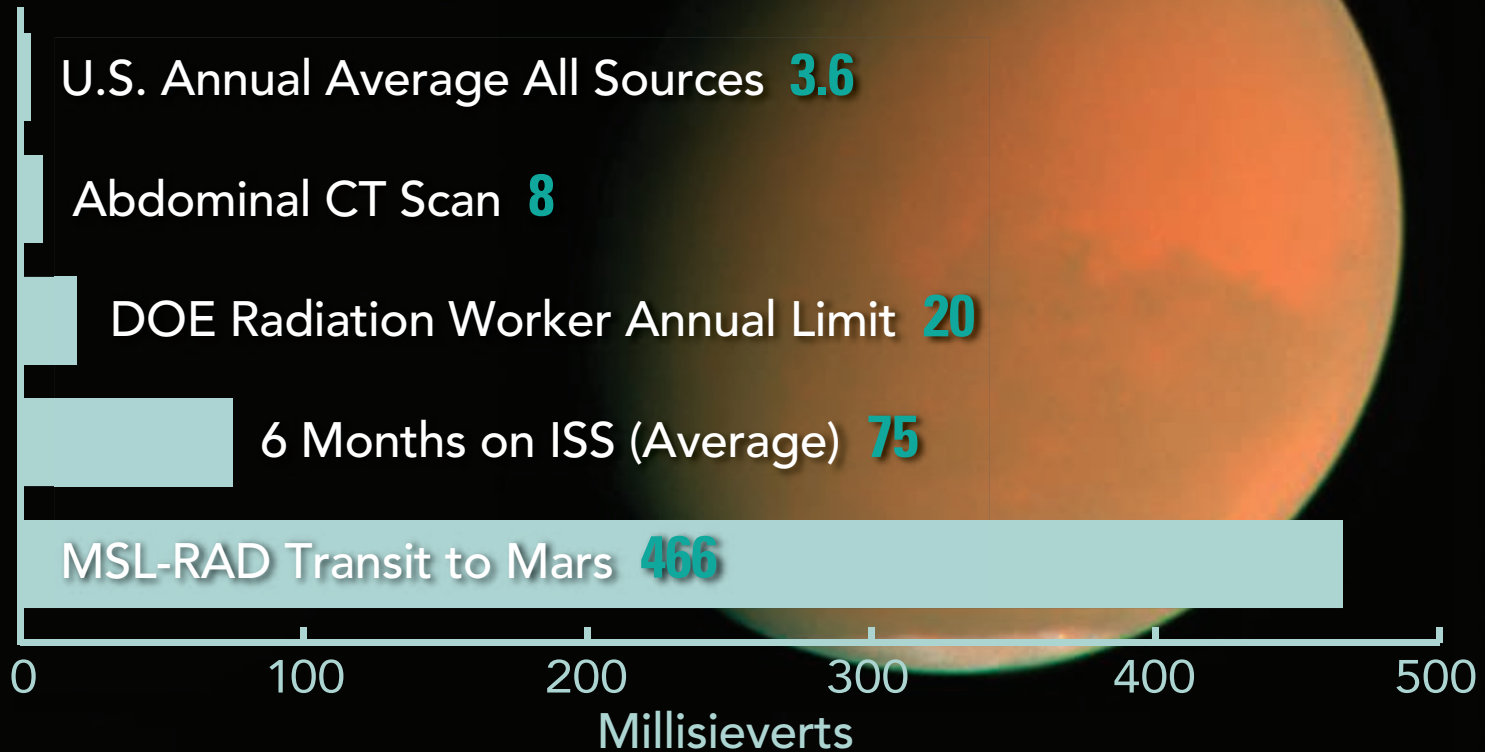 U.S. Annual Average All Sources 3.6
Abdominal CT Scan 8
DOE Radiation Worker Annual Limit 20
6 Months on ISS (Average) 75
MSL-RAD Transit to Mars 466
0 100 200 300 400 500
Millisieverts